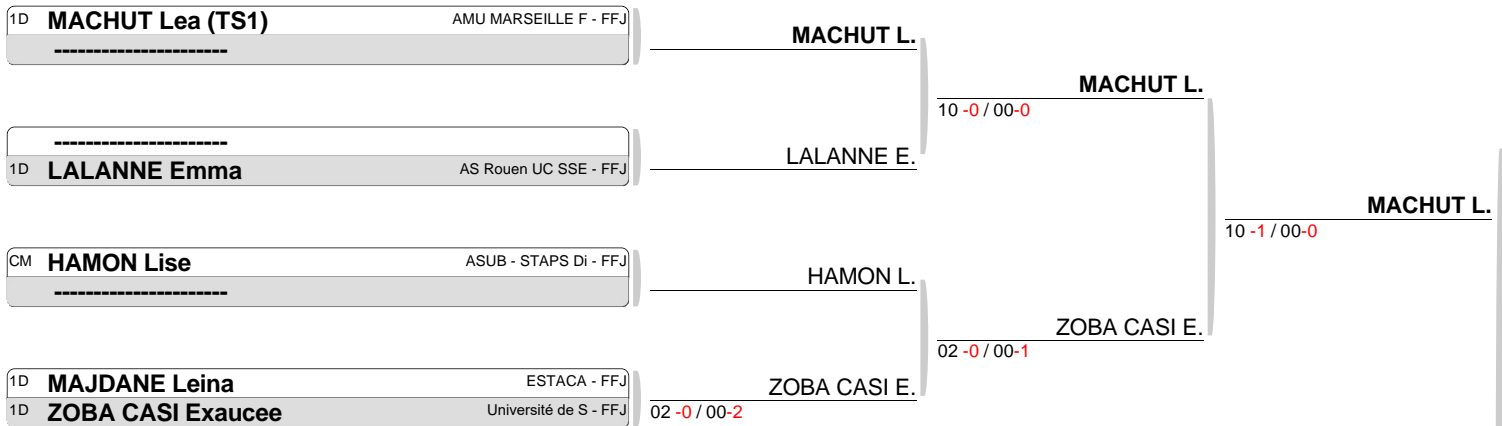 1D MACHUT Lea (TS1) AMU MARSEILLE F - FFJ
----------------------
MACHUT L.
MACHUT L.
10 -0 / 00-0
----------------------
1D LALANNE Emma AS Rouen UC SSE - FFJ
LALANNE E.
MACHUT L.
10 -1 / 00-0
CM HAMON Lise ASUB - STAPS Di - FFJ
----------------------
HAMON L.
ZOBA CASI E.
02 -0 / 00-1
1D MAJDANE Leina ESTACA - FFJ
1D ZOBA CASI Exaucee Université de S - FFJ
ZOBA CASI E.
02 -0 / 00-2